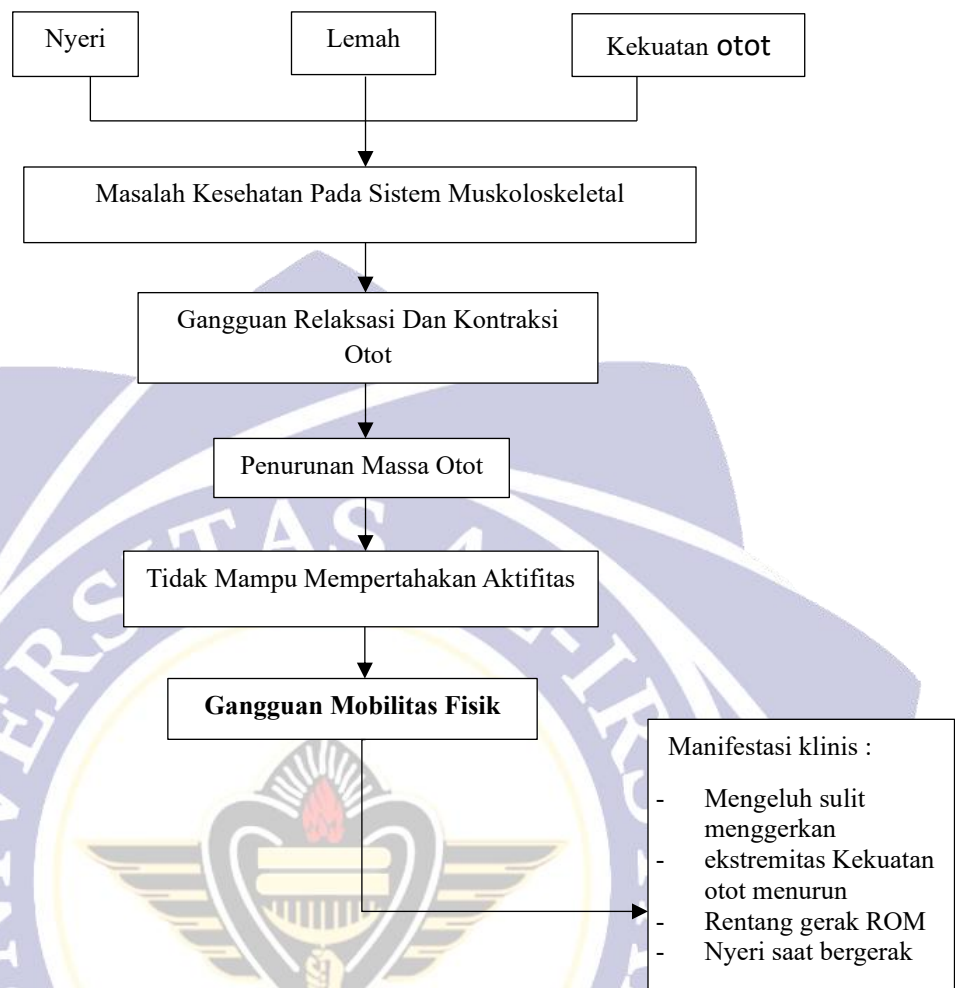 Nyeri
Lemah
Kekuatan otot
Masalah Kesehatan Pada Sistem Muskoloskeletal
Gangguan Relaksasi Dan Kontraksi
Otot
Penurunan Massa Otot
Tidak Mampu Mempertahakan Aktifitas
Gangguan Mobilitas Fisik
Manifestasi klinis :
- Mengeluh sulit
menggerkan
- ekstremitas Kekuatan
otot menurun
- Rentang gerak ROM
- Nyeri saat bergerak